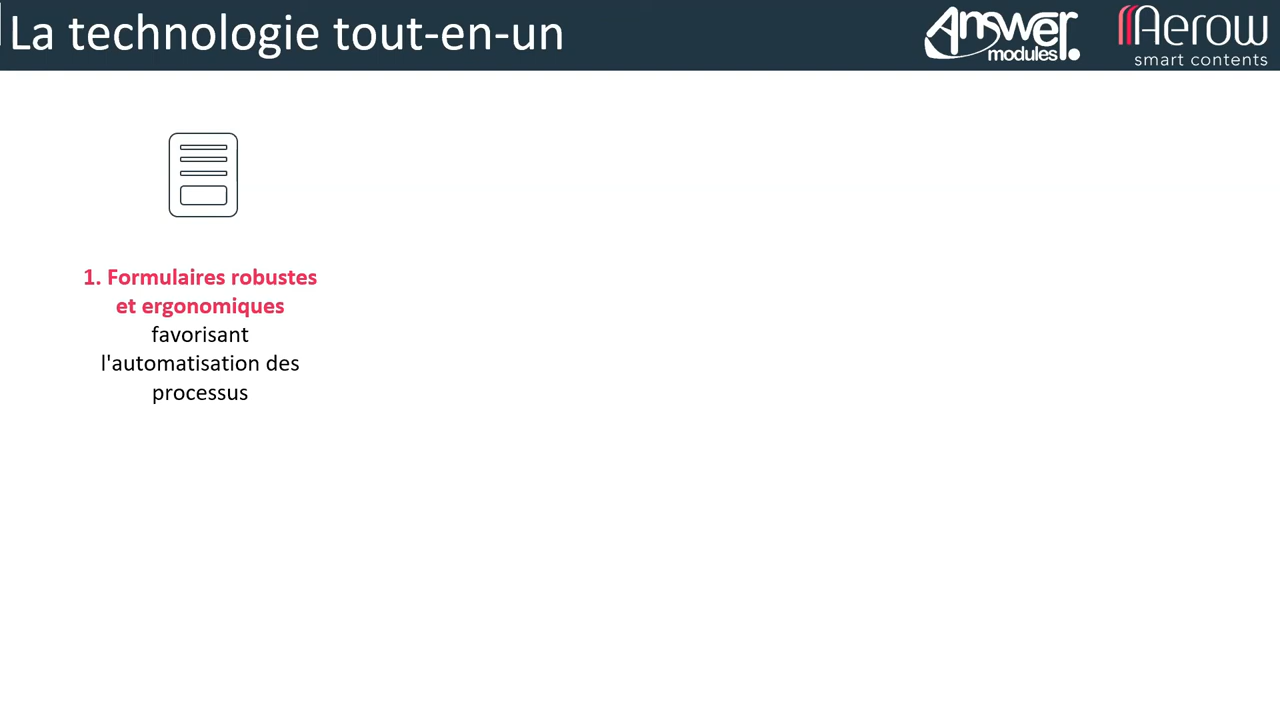 La technologie tout-en-un
Answer
modules
Aerow
smart contents
1. Formulaires robustes
et ergonomiques
favorisant
l'automatisation des
processus